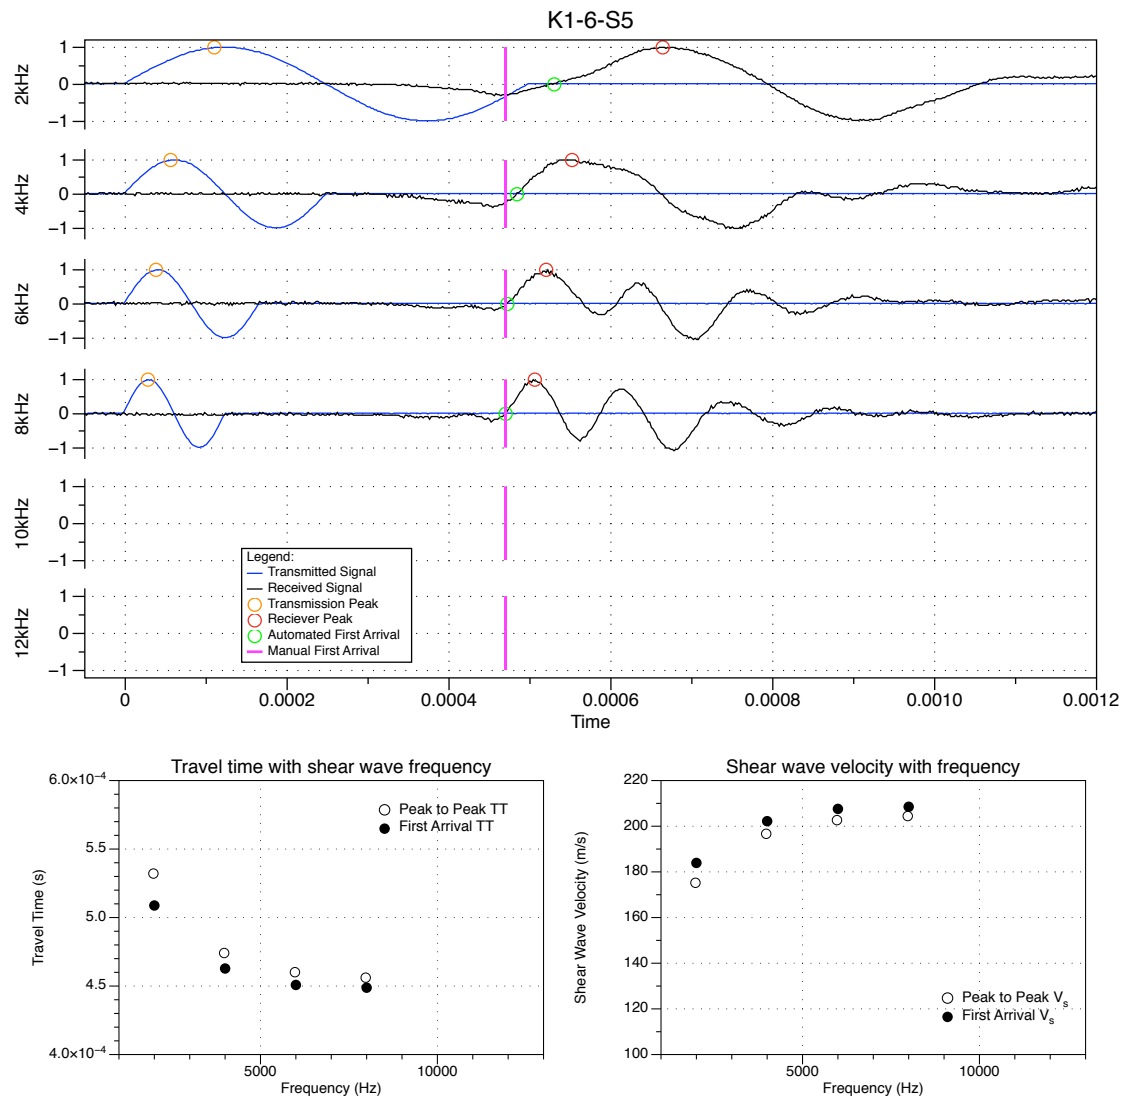 K1-6-S5
2kHz
1
0
−1
4kHz
1
0
−1
6kHz
1
0
−1
8kHz
1
0
−1
10kHz
1
0
−1
12kHz
1
0
−1
Legend:
Transmitted Signal
Received Signal
Transmission Peak
Reciever Peak
Automated First Arrival
Manual First Arrival
0 0.0002 0.0004 0.0006 0.0008 0.0010 0.0012
Time
Travel time with shear wave frequency
Travel Time (s)
6.0×10⁻⁴
5.5
5.0
4.5
4.0×10⁻⁴
Peak to Peak TT
First Arrival TT
5000 10000
Frequency (Hz)
Shear wave velocity with frequency
Shear Wave Velocity (m/s)
220
200
180
160
140
120
100
Peak to Peak Vₛ
First Arrival Vₛ
5000 10000
Frequency (Hz)